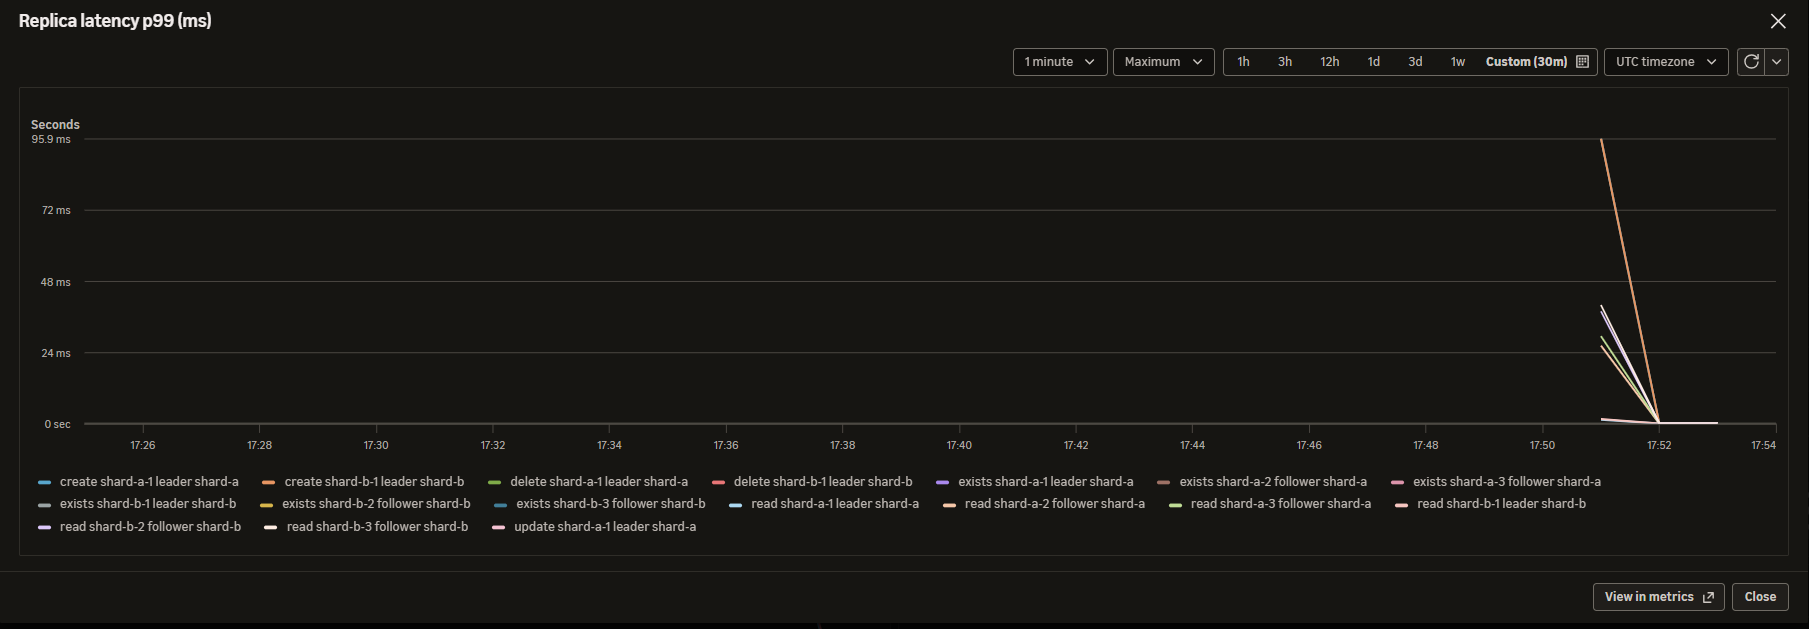 Replica latency p99 (ms)
1 minute Maximum 1h 3h 12h 1d 3d 1w Custom (30m) UTC timezone
Seconds
95.9 ms
72 ms
48 ms
24 ms
0 sec
17:26 17:28 17:30 17:32 17:34 17:36 17:38 17:40 17:42 17:44 17:46 17:48 17:50 17:52 17:54
create shard-a-1 leader shard-a create shard-b-1 leader shard-b delete shard-a-1 leader shard-a delete shard-b-1 leader shard-b exists shard-a-1 leader shard-a exists shard-a-2 follower shard-a exists shard-a-3 follower shard-a
exists shard-b-1 leader shard-b exists shard-b-2 follower shard-b exists shard-b-3 follower shard-b read shard-a-1 leader shard-a read shard-a-2 follower shard-a read shard-a-3 follower shard-a read shard-b-1 leader shard-b
read shard-b-2 follower shard-b read shard-b-3 follower shard-b update shard-a-1 leader shard-a
View in metrics Close